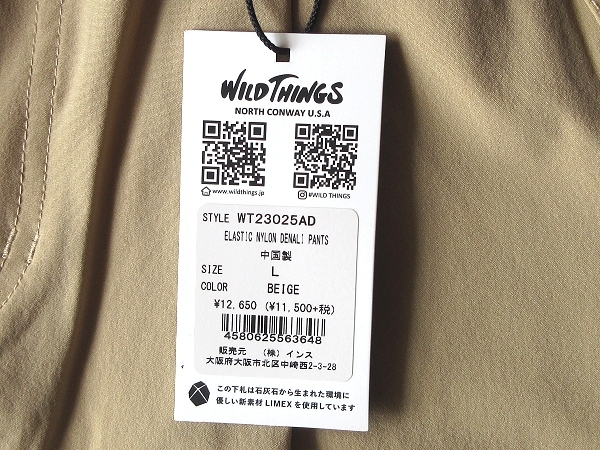 WILD THINGS
NORTH CONWAY U.S.A
www.wildthings.jp
#WILD THINGS
STYLE WT23025AD
ELASTIC NYLON DENALI PANTS
中国製
SIZE L
COLOR BEIGE
¥12,650 (¥11,500+税)
4580625563648
販売元 (株) インス
大阪府大阪市北区中崎西2-3-28
この下札は石灰石から生まれた環境に
優しい新素材 LIMEX を使用しています